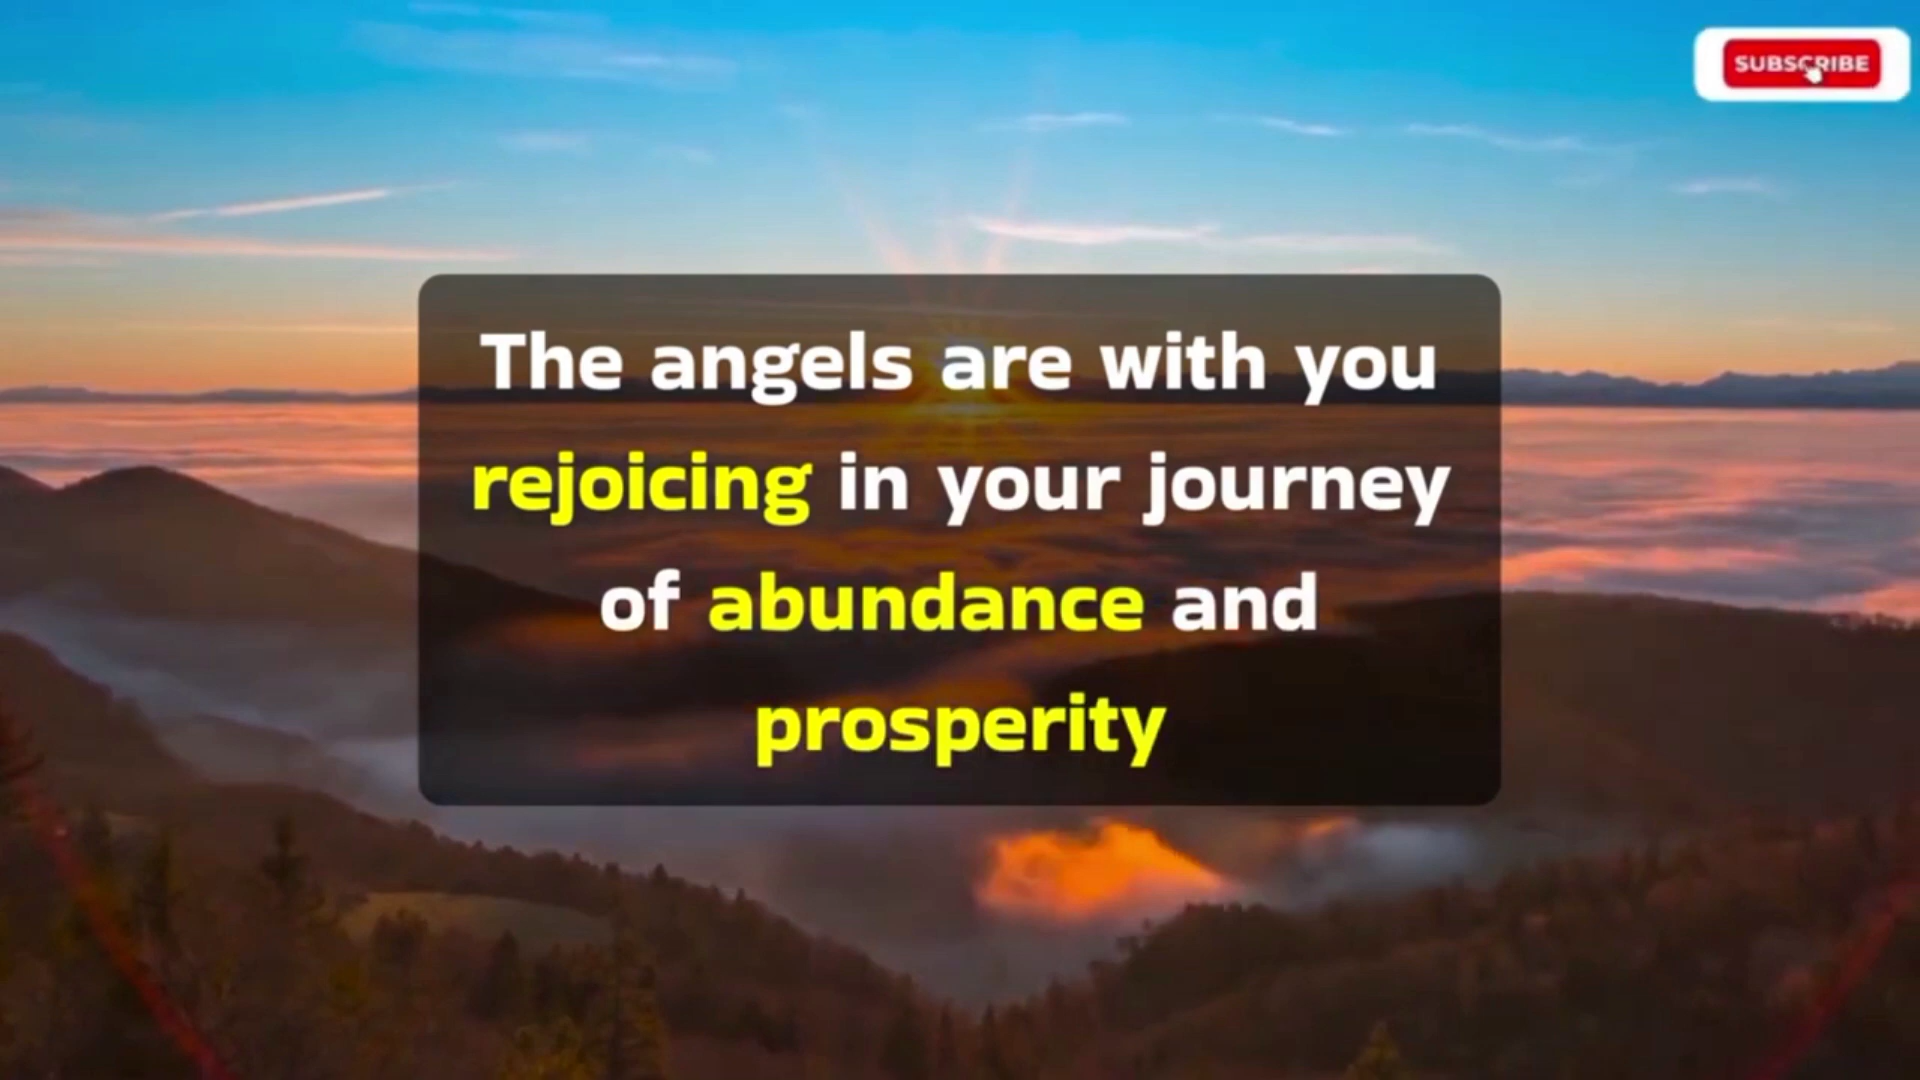 SUBSCRIBE
The angels are with you
rejoicing in your journey
of abundance and
prosperity